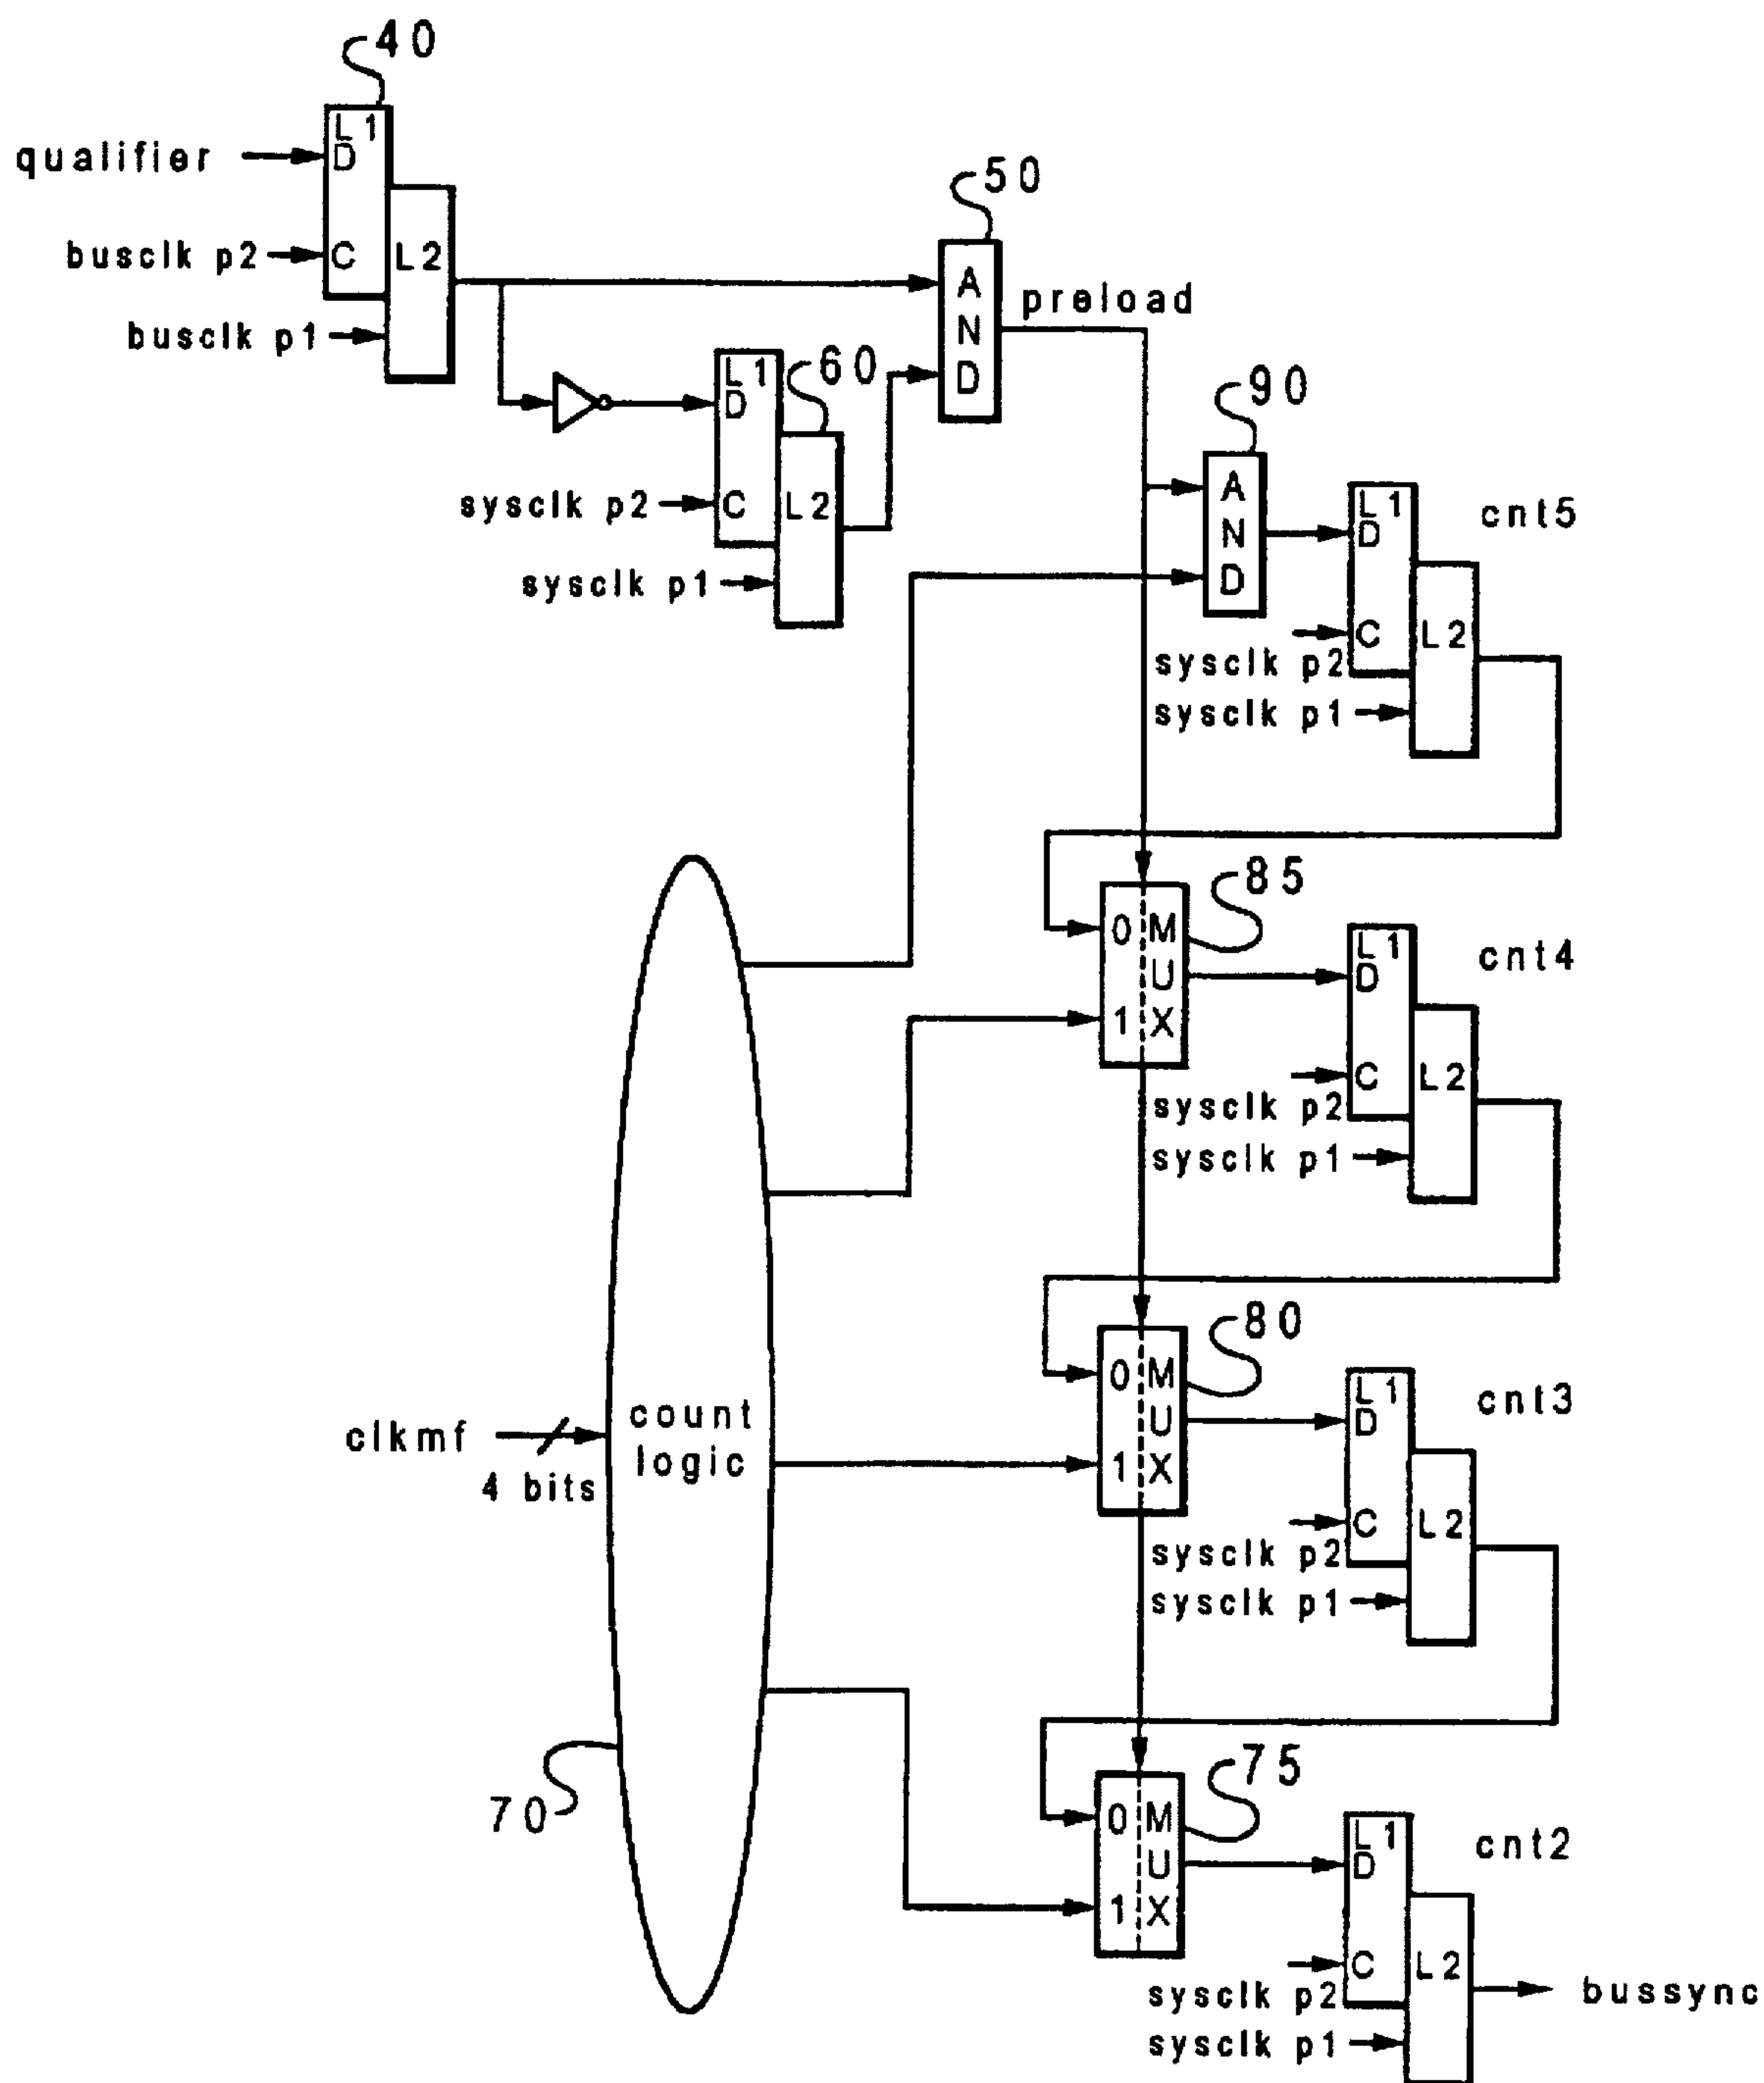 40
L1
D
qualifier
busclk p2
C
L2
busclk p1
50
A
N
D
preload
L1
D
60
sysclk p2
C
L2
sysclk p1
90
A
N
D
L1
D
cnt5
C
L2
sysclk p2
sysclk p1
85
0 M
U
1 X
L1
D
cnt4
C
L2
sysclk p2
sysclk p1
80
0 M
U
1 X
L1
D
cnt3
clkmf
4 bits
count
logic
C
L2
sysclk p2
sysclk p1
70
75
0 M
U
1 X
L1
D
cnt2
C
L2
sysclk p2
sysclk p1
bussync